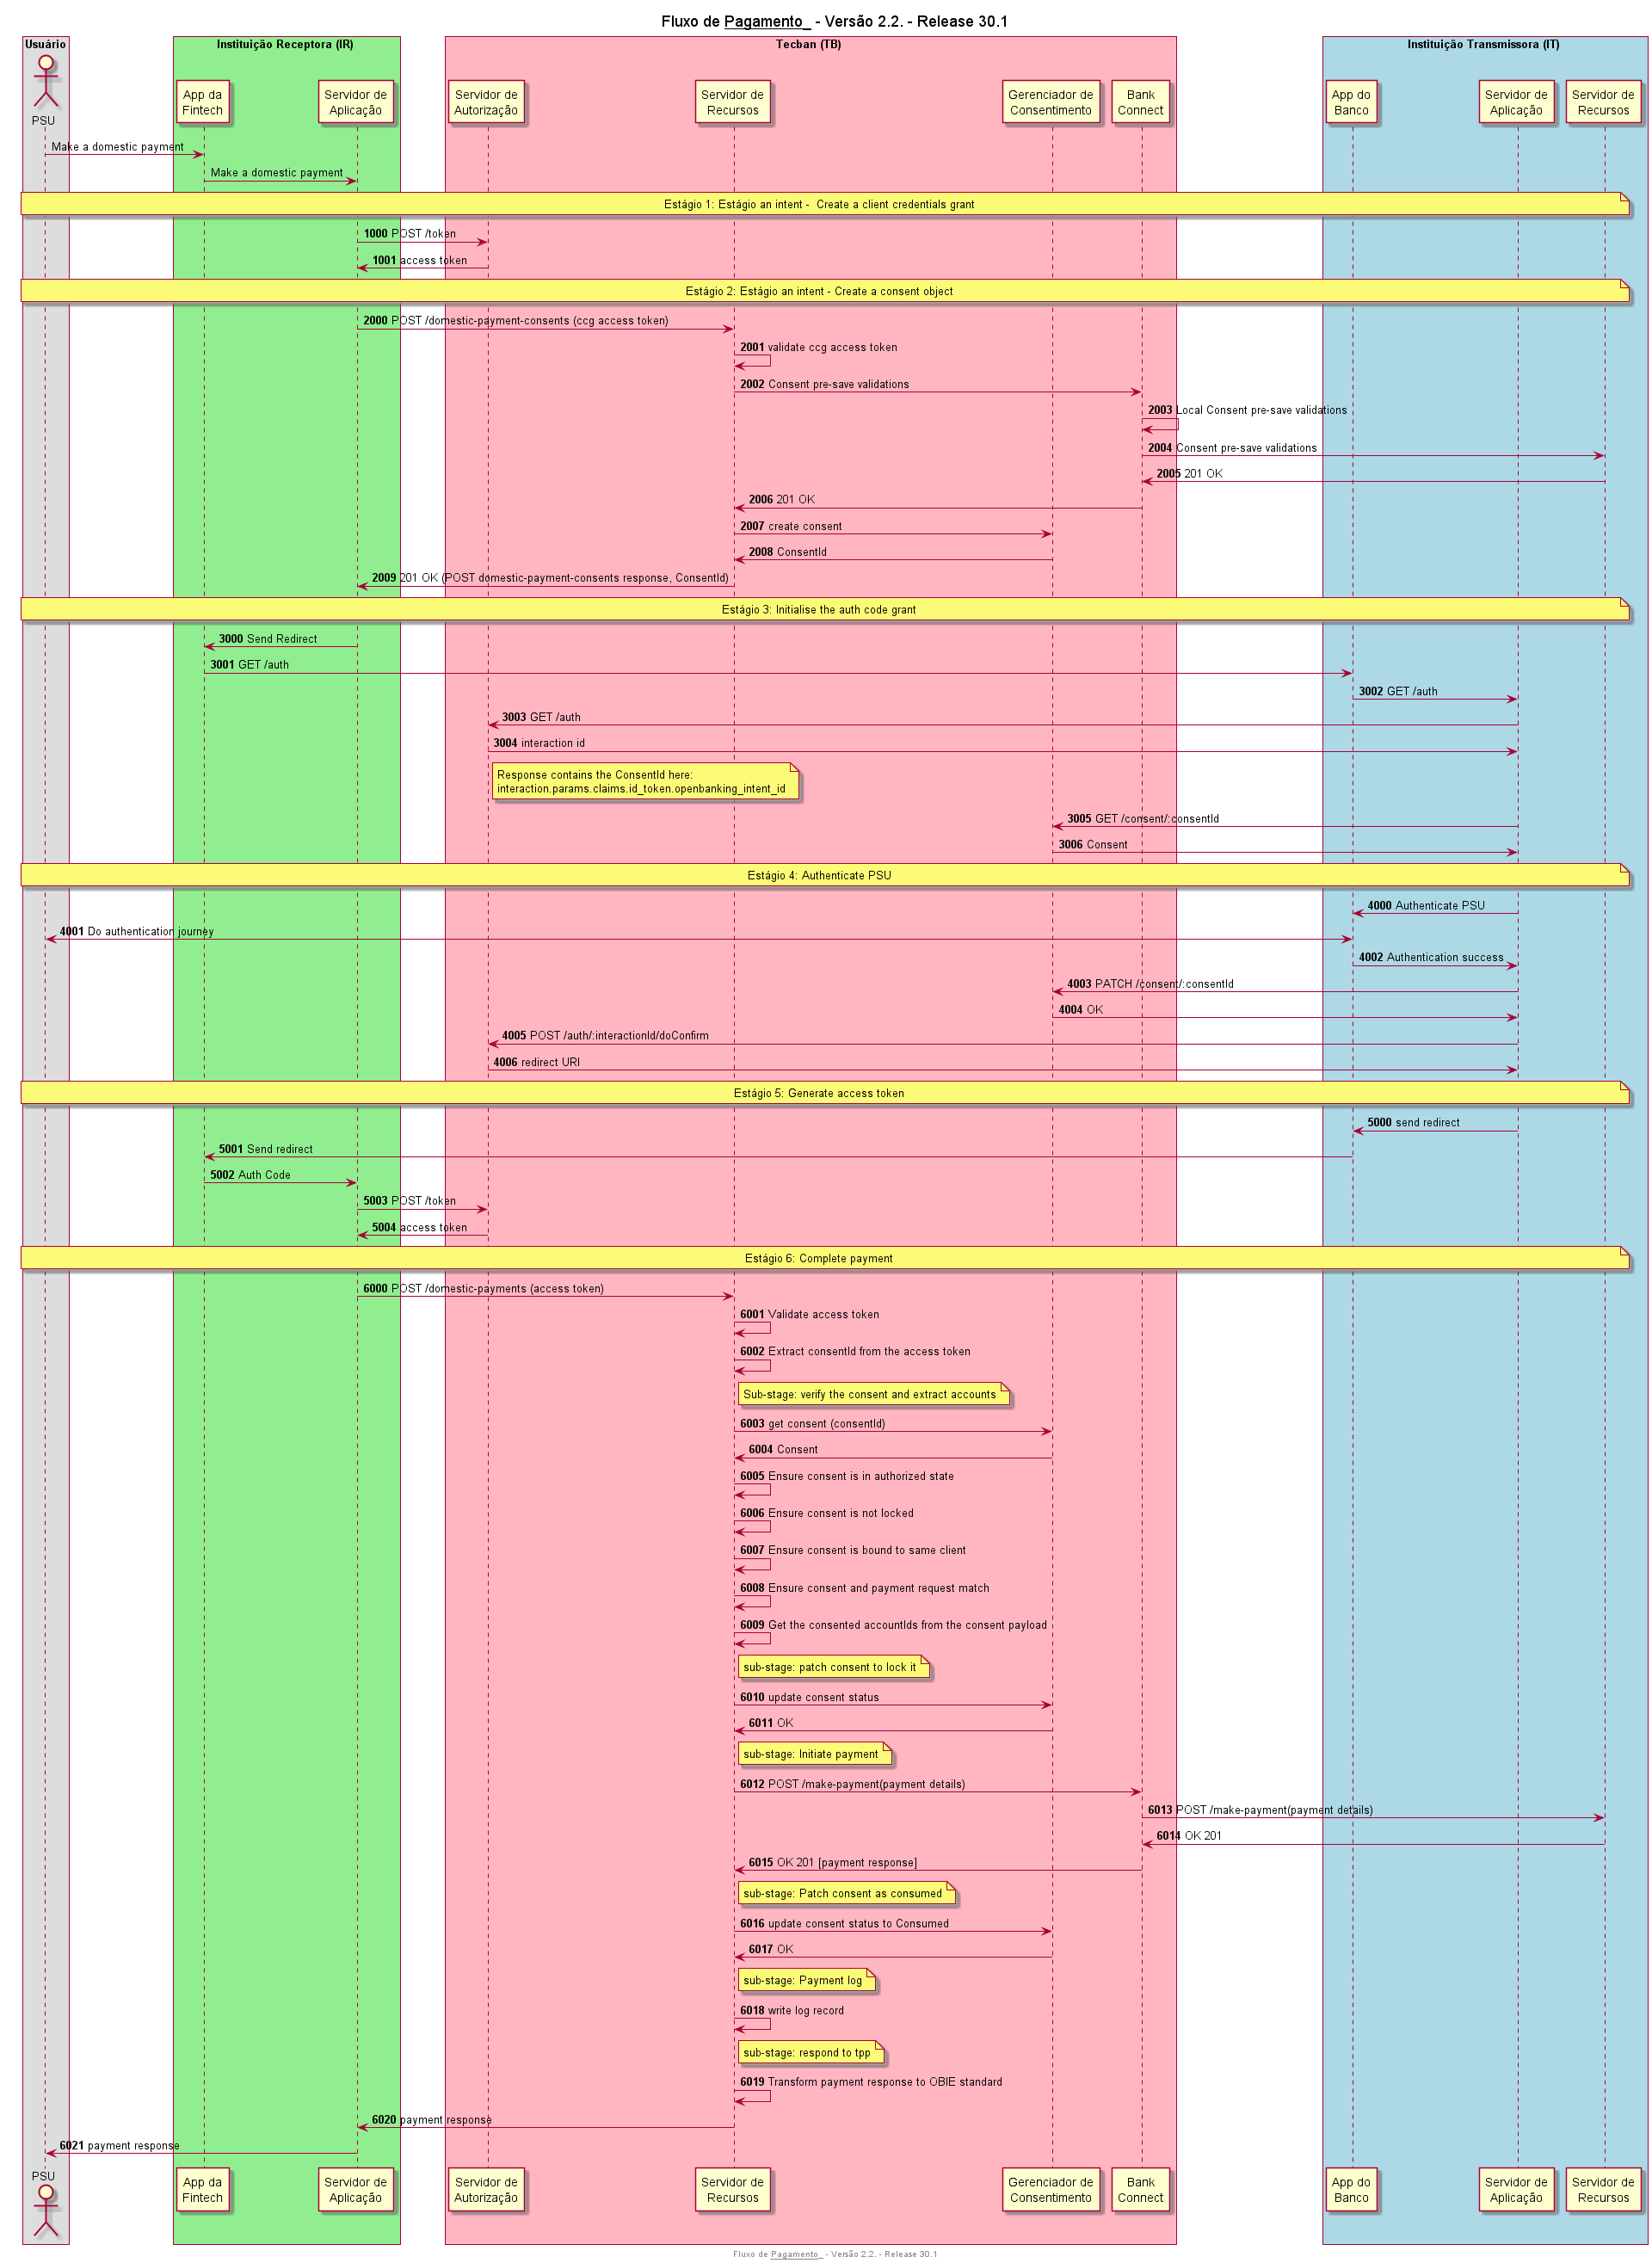 Fluxo de Pagamento_ - Versão 2.2. - Release 30.1
Usuário
Instituição Receptora (IR)
Tecban (TB)
Instituição Transmissora (IT)
PSU
App da
Fintech
Servidor de
Aplicação
Servidor de
Autorização
Servidor de
Recursos
Gerenciador de
Consentimento
Bank
Connect
App do
Banco
Servidor de
Aplicação
Servidor de
Recursos
Make a domestic payment
Make a domestic payment
Estágio 1: Estágio an intent - Create a client credentials grant
1000 POST /token
1001 access token
Estágio 2: Estágio an intent - Create a consent object
2000 POST /domestic-payment-consents (ccg access token)
2001 validate ccg access token
2002 Consent pre-save validations
2003 Local Consent pre-save validations
2004 Consent pre-save validations
2005 201 OK
2006 201 OK
2007 create consent
2008 ConsentId
2009 201 OK (POST domestic-payment-consents response, ConsentId)
Estágio 3: Initialise the auth code grant
3000 Send Redirect
3001 GET /auth
3002 GET /auth
3003 GET /auth
3004 interaction id
Response contains the ConsentId here:
interaction.params.claims.id_token.openbanking_intent_id
3005 GET /consent/:consentId
3006 Consent
Estágio 4: Authenticate PSU
4000 Authenticate PSU
4001 Do authentication journey
4002 Authentication success
4003 PATCH /consent/:consentId
4004 OK
4005 POST /auth/:interactionId/doConfirm
4006 redirect URI
Estágio 5: Generate access token
5000 send redirect
5001 Send redirect
5002 Auth Code
5003 POST /token
5004 access token
Estágio 6: Complete payment
6000 POST /domestic-payments (access token)
6001 Validate access token
6002 Extract consentId from the access token
Sub-stage: verify the consent and extract accounts
6003 get consent (consentId)
6004 Consent
6005 Ensure consent is in authorized state
6006 Ensure consent is not locked
6007 Ensure consent is bound to same client
6008 Ensure consent and payment request match
6009 Get the consented accountIds from the consent payload
sub-stage: patch consent to lock it
6010 update consent status
6011 OK
sub-stage: Initiate payment
6012 POST /make-payment(payment details)
6013 POST /make-payment(payment details)
6014 OK 201
6015 OK 201 [payment response]
sub-stage: Patch consent as consumed
6016 update consent status to Consumed
6017 OK
sub-stage: Payment log
6018 write log record
sub-stage: respond to tpp
6019 Transform payment response to OBIE standard
6020 payment response
6021 payment response
PSU
App da
Fintech
Servidor de
Aplicação
Servidor de
Autorização
Servidor de
Recursos
Gerenciador de
Consentimento
Bank
Connect
App do
Banco
Servidor de
Aplicação
Servidor de
Recursos
Fluxo de Pagamento_ - Versão 2.2. - Release 30.1